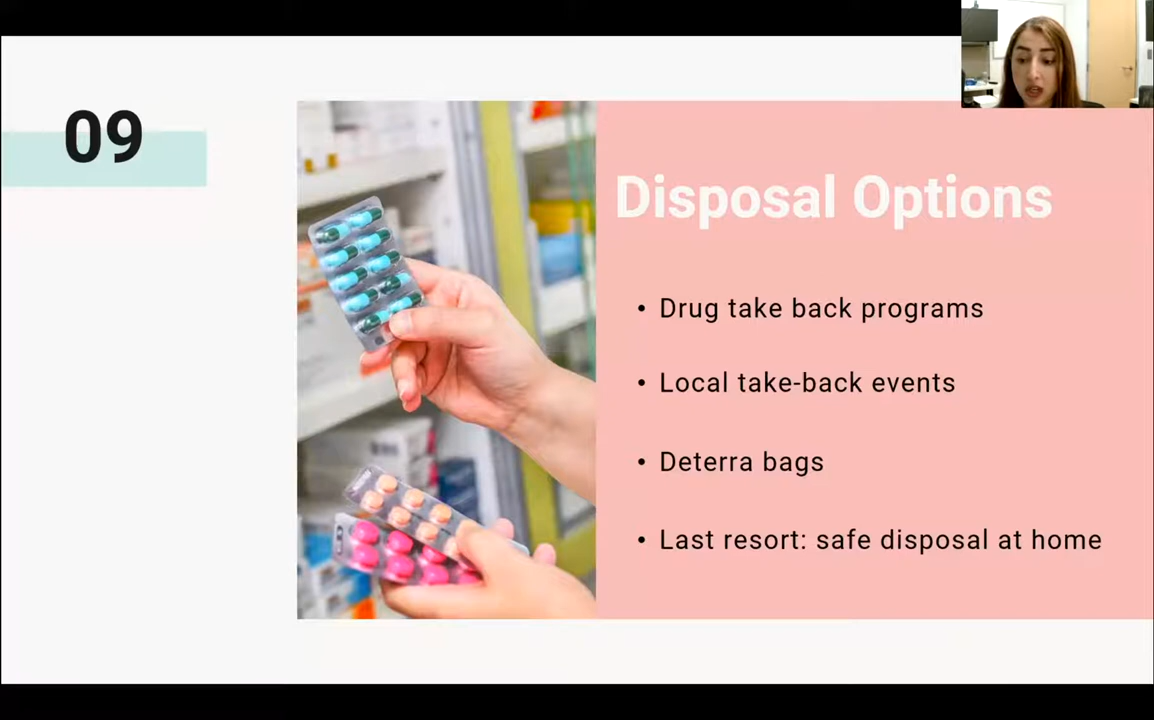 09
Disposal Options
• Drug take back programs
• Local take-back events
• Deterra bags
• Last resort: safe disposal at home